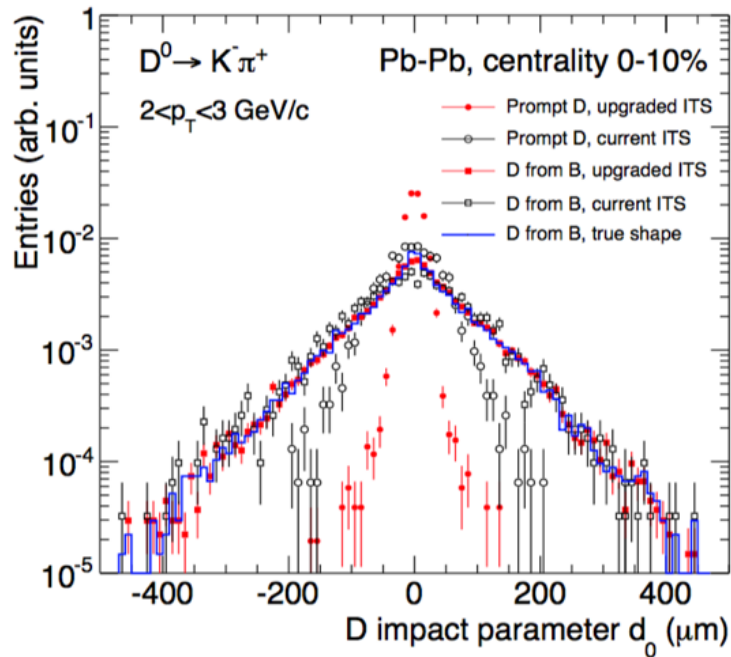 D⁰→ K⁻π⁺
Pb-Pb, centrality 0-10%
2<p_T<3 GeV/c
Prompt D, upgraded ITS
Prompt D, current ITS
D from B, upgraded ITS
D from B, current ITS
D from B, true shape
Entries (arb. units)
1
10⁻¹
10⁻²
10⁻³
10⁻⁴
10⁻⁵
-400 -200 0 200 400
D impact parameter d₀ (μm)